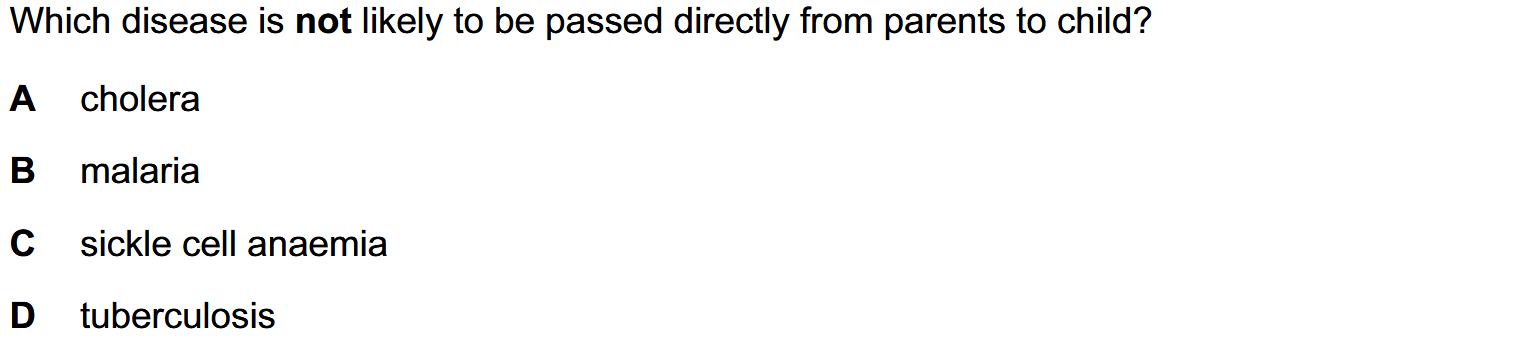 Which disease is not likely to be passed directly from parents to child?
A cholera
B malaria
C sickle cell anaemia
D tuberculosis